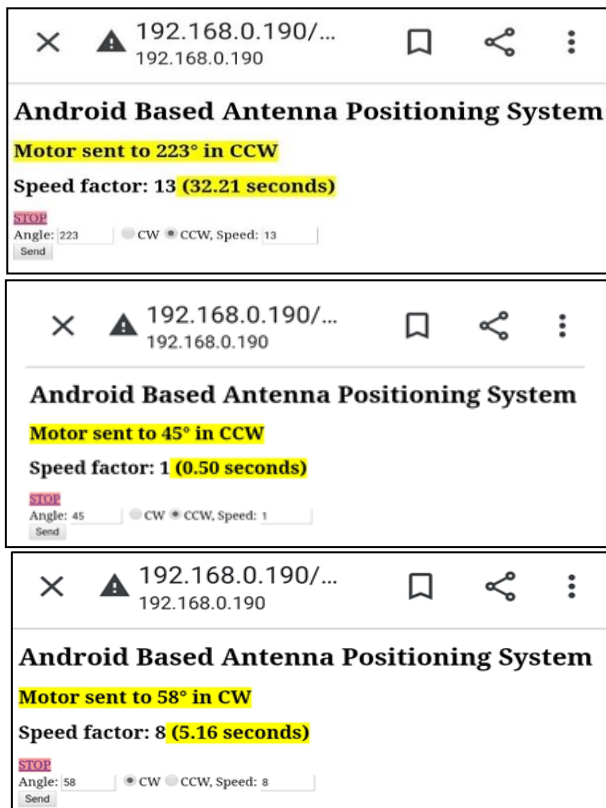 192.168.0.190/...
192.168.0.190
Android Based Antenna Positioning System
Motor sent to 223° in CCW
Speed factor: 13 (32.21 seconds)
STOP
Angle: 223 CW CCW, Speed: 13
Send
192.168.0.190/...
192.168.0.190
Android Based Antenna Positioning System
Motor sent to 45° in CCW
Speed factor: 1 (0.50 seconds)
STOP
Angle: 45 CW CCW, Speed: 1
Send
192.168.0.190/...
192.168.0.190
Android Based Antenna Positioning System
Motor sent to 58° in CW
Speed factor: 8 (5.16 seconds)
STOP
Angle: 58 CW CCW, Speed: 8
Send